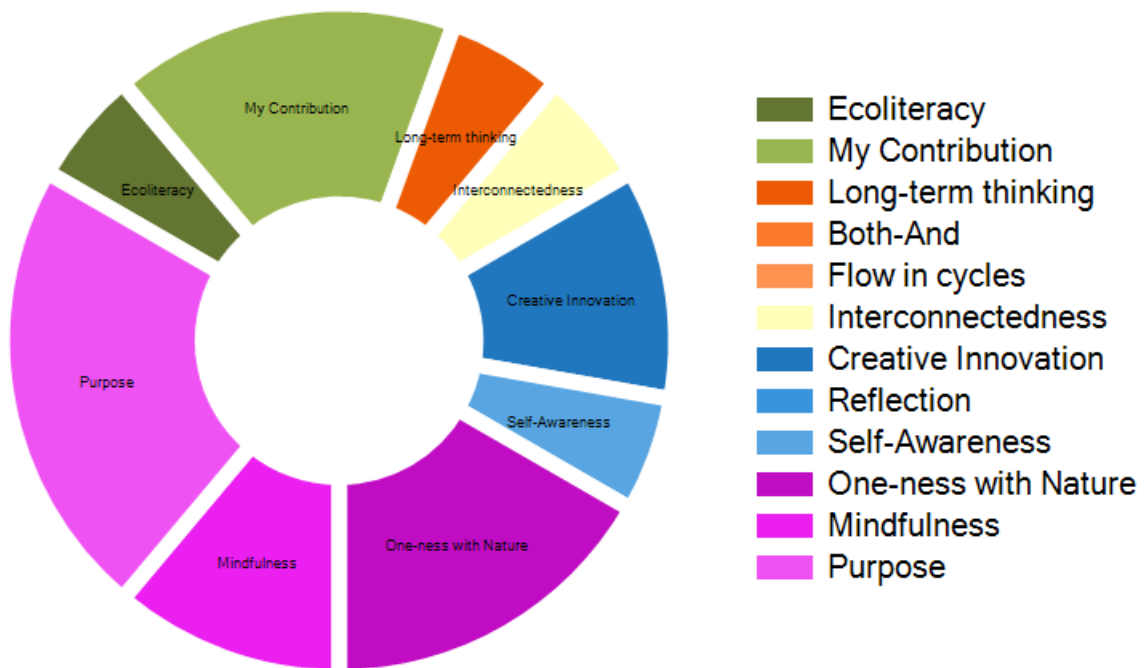 My Contribution
Long-term thinking
Ecoliteracy
Interconnectedness
Creative Innovation
Purpose
Self-Awareness
One-ness with Nature
Mindfulness
Ecoliteracy
My Contribution
Long-term thinking
Both-And
Flow in cycles
Interconnectedness
Creative Innovation
Reflection
Self-Awareness
One-ness with Nature
Mindfulness
Purpose